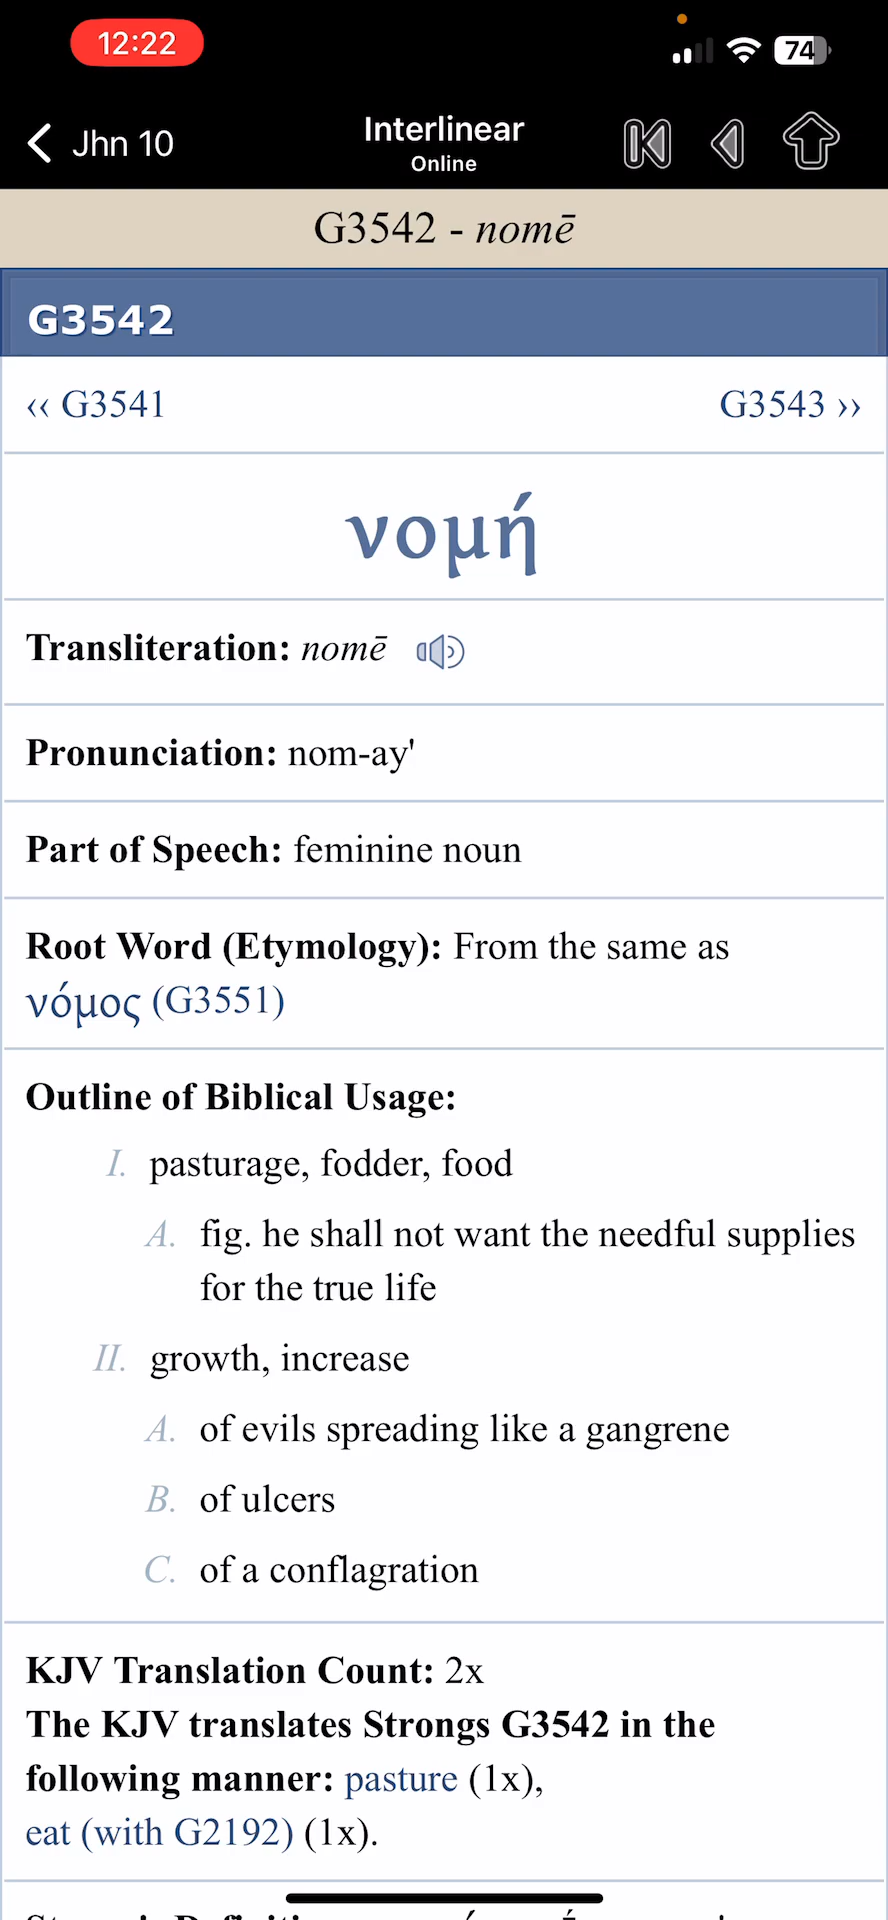 12:22
74
Jhn 10
Interlinear
Online
G3542 - nomē
G3542
‹‹ G3541
G3543 ››
νομή
Transliteration: nomē
Pronunciation: nom-ay'
Part of Speech: feminine noun
Root Word (Etymology): From the same as
νόμος (G3551)
Outline of Biblical Usage:
I. pasturage, fodder, food
A. fig. he shall not want the needful supplies
for the true life
II. growth, increase
A. of evils spreading like a gangrene
B. of ulcers
C. of a conflagration
KJV Translation Count: 2x
The KJV translates Strongs G3542 in the
following manner: pasture (1x),
eat (with G2192) (1x).